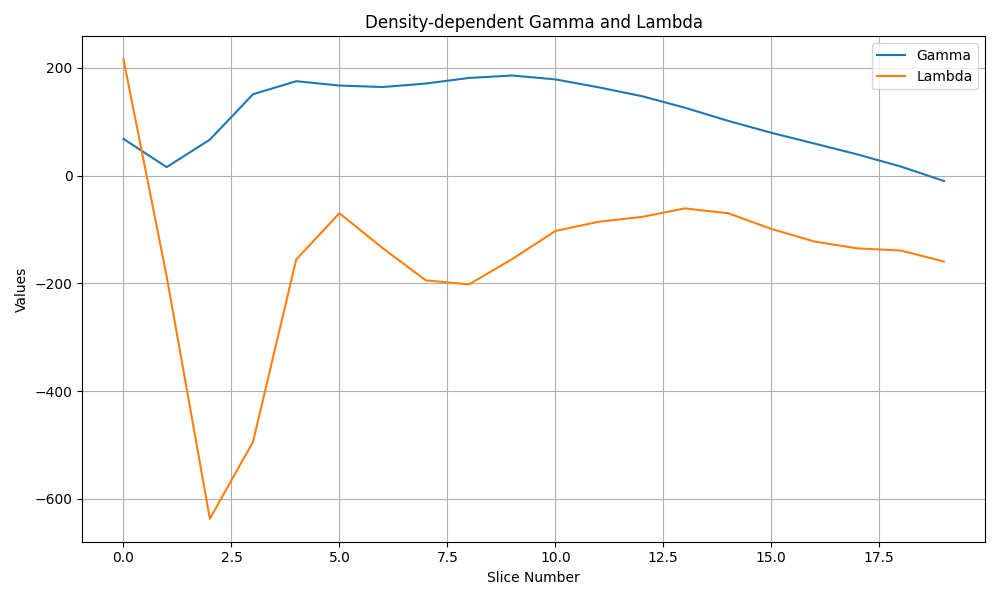 Density-dependent Gamma and Lambda
Gamma
Lambda
200
0
−200
−400
−600
Values
0.0 2.5 5.0 7.5 10.0 12.5 15.0 17.5
Slice Number